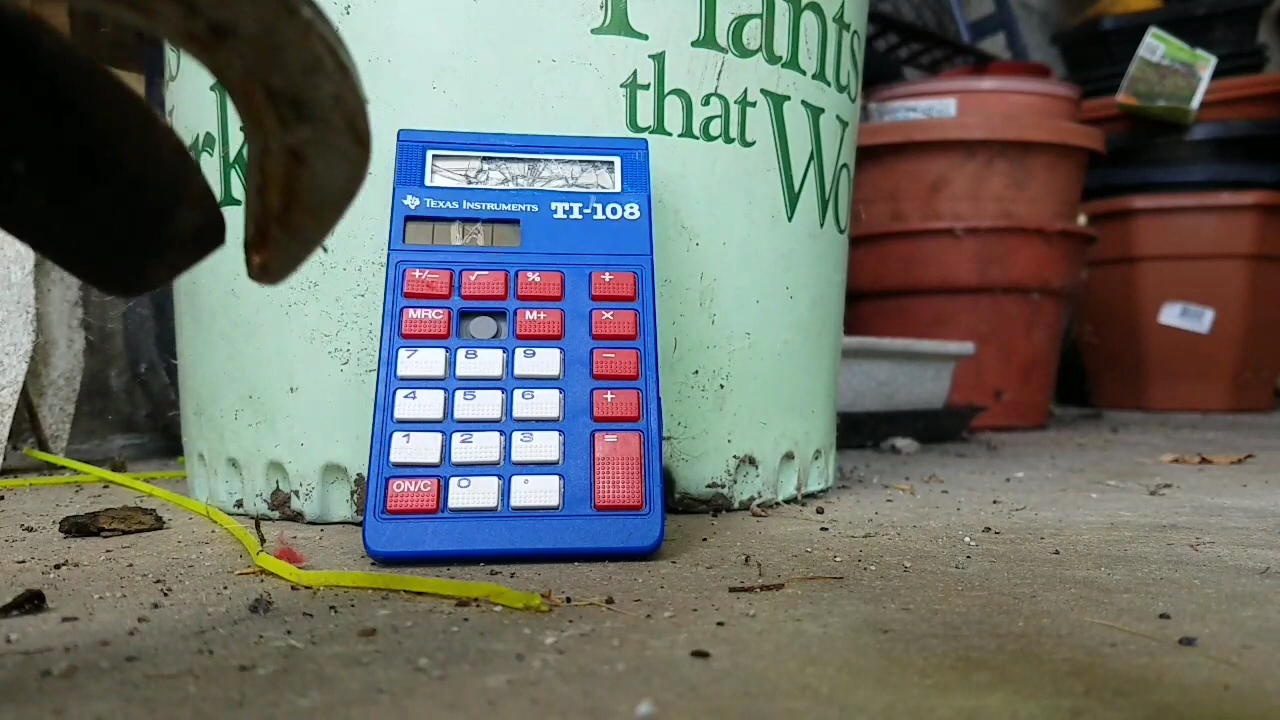 Plants
that Wo
rk
TEXAS INSTRUMENTS TI-108
+/− √ % ÷
MRC M+ ×
7 8 9 −
4 5 6 +
1 2 3 =
ON/C 0 .